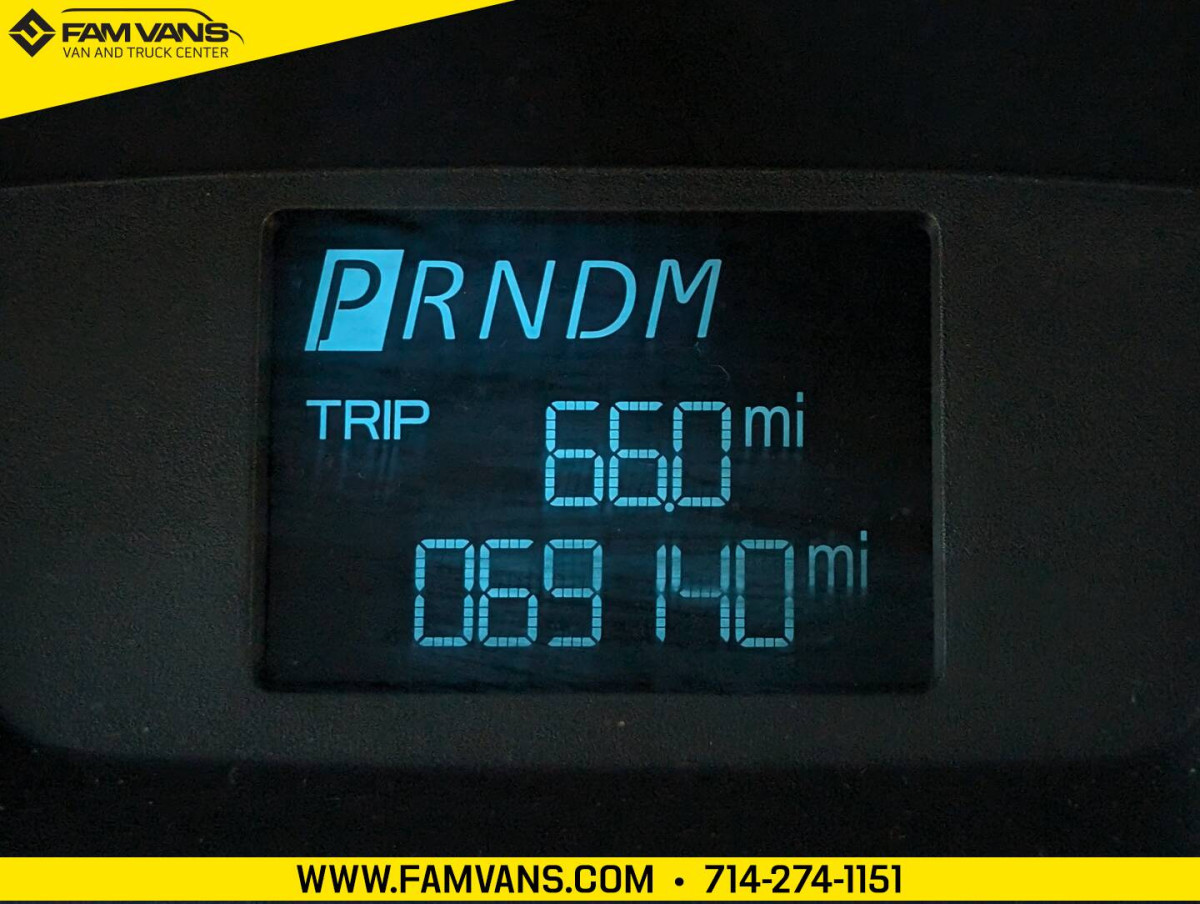 FAM VANS
VAN AND TRUCK CENTER
PRNDM
TRIP 66.0 mi
069140 mi
WWW.FAMVANS.COM • 714-274-1151